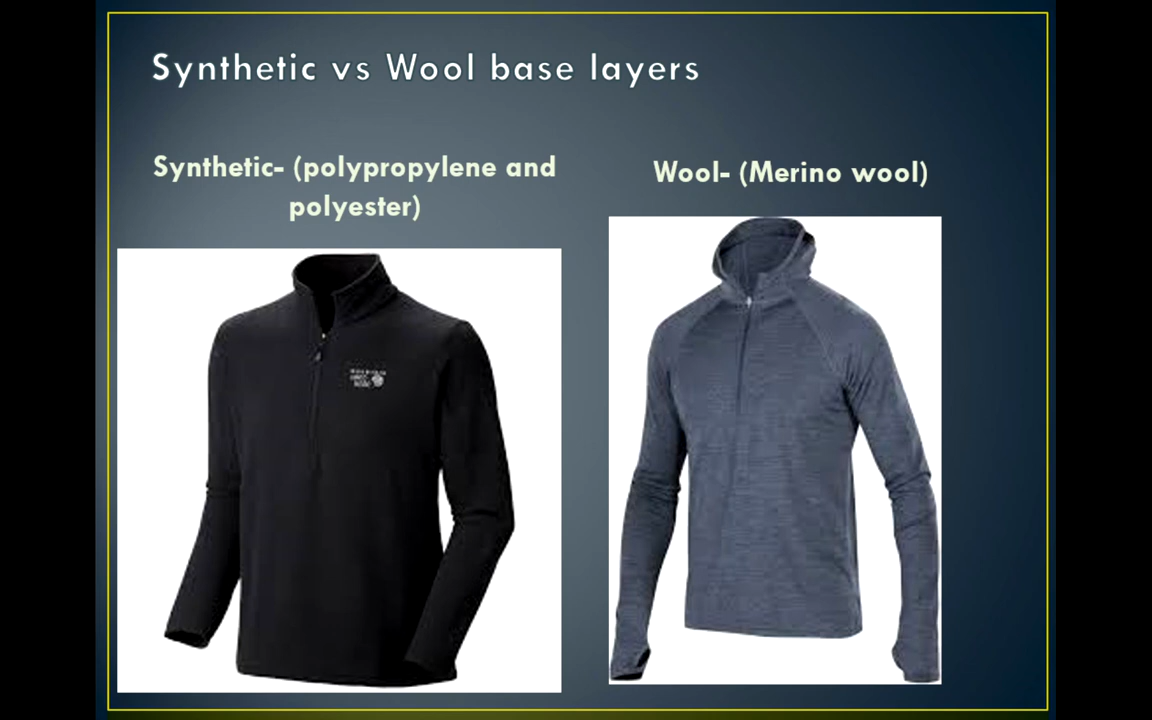 Synthetic vs Wool base layers
Synthetic- (polypropylene and
polyester)
Wool- (Merino wool)